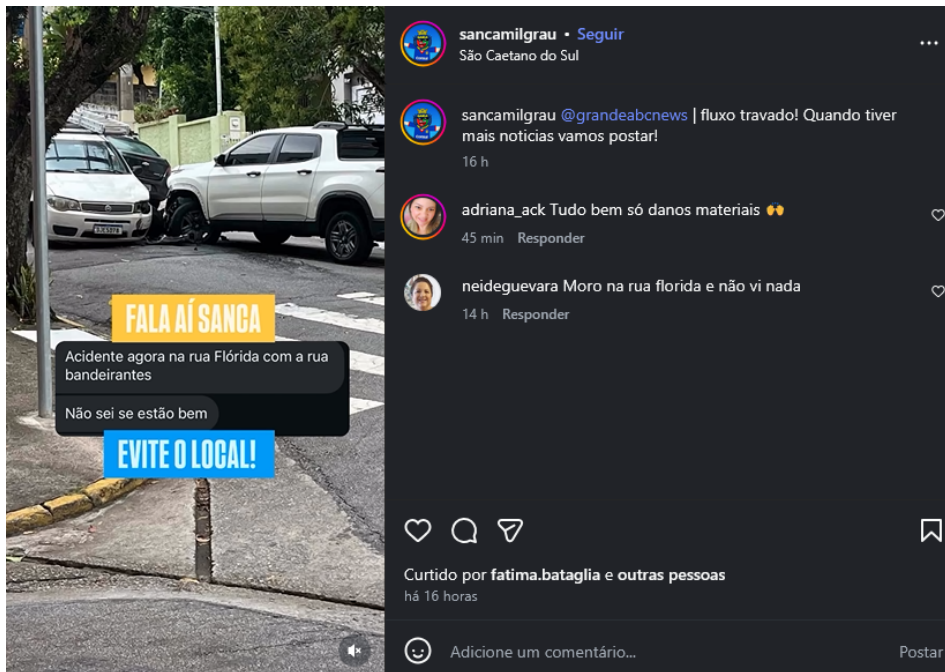 sancamilgrau • Seguir
São Caetano do Sul
sancamilgrau @grandeabcnews | fluxo travado! Quando tiver
mais noticias vamos postar!
16 h
adriana_ack Tudo bem só danos materiais 🙌
45 min Responder
neideguevara Moro na rua florida e não vi nada
14 h Responder
FALA AÍ SANCA
Acidente agora na rua Flórida com a rua
bandeirantes
Não sei se estão bem
EVITE O LOCAL!
Curtido por fatima.bataglia e outras pessoas
há 16 horas
Adicione um comentário...
Postar